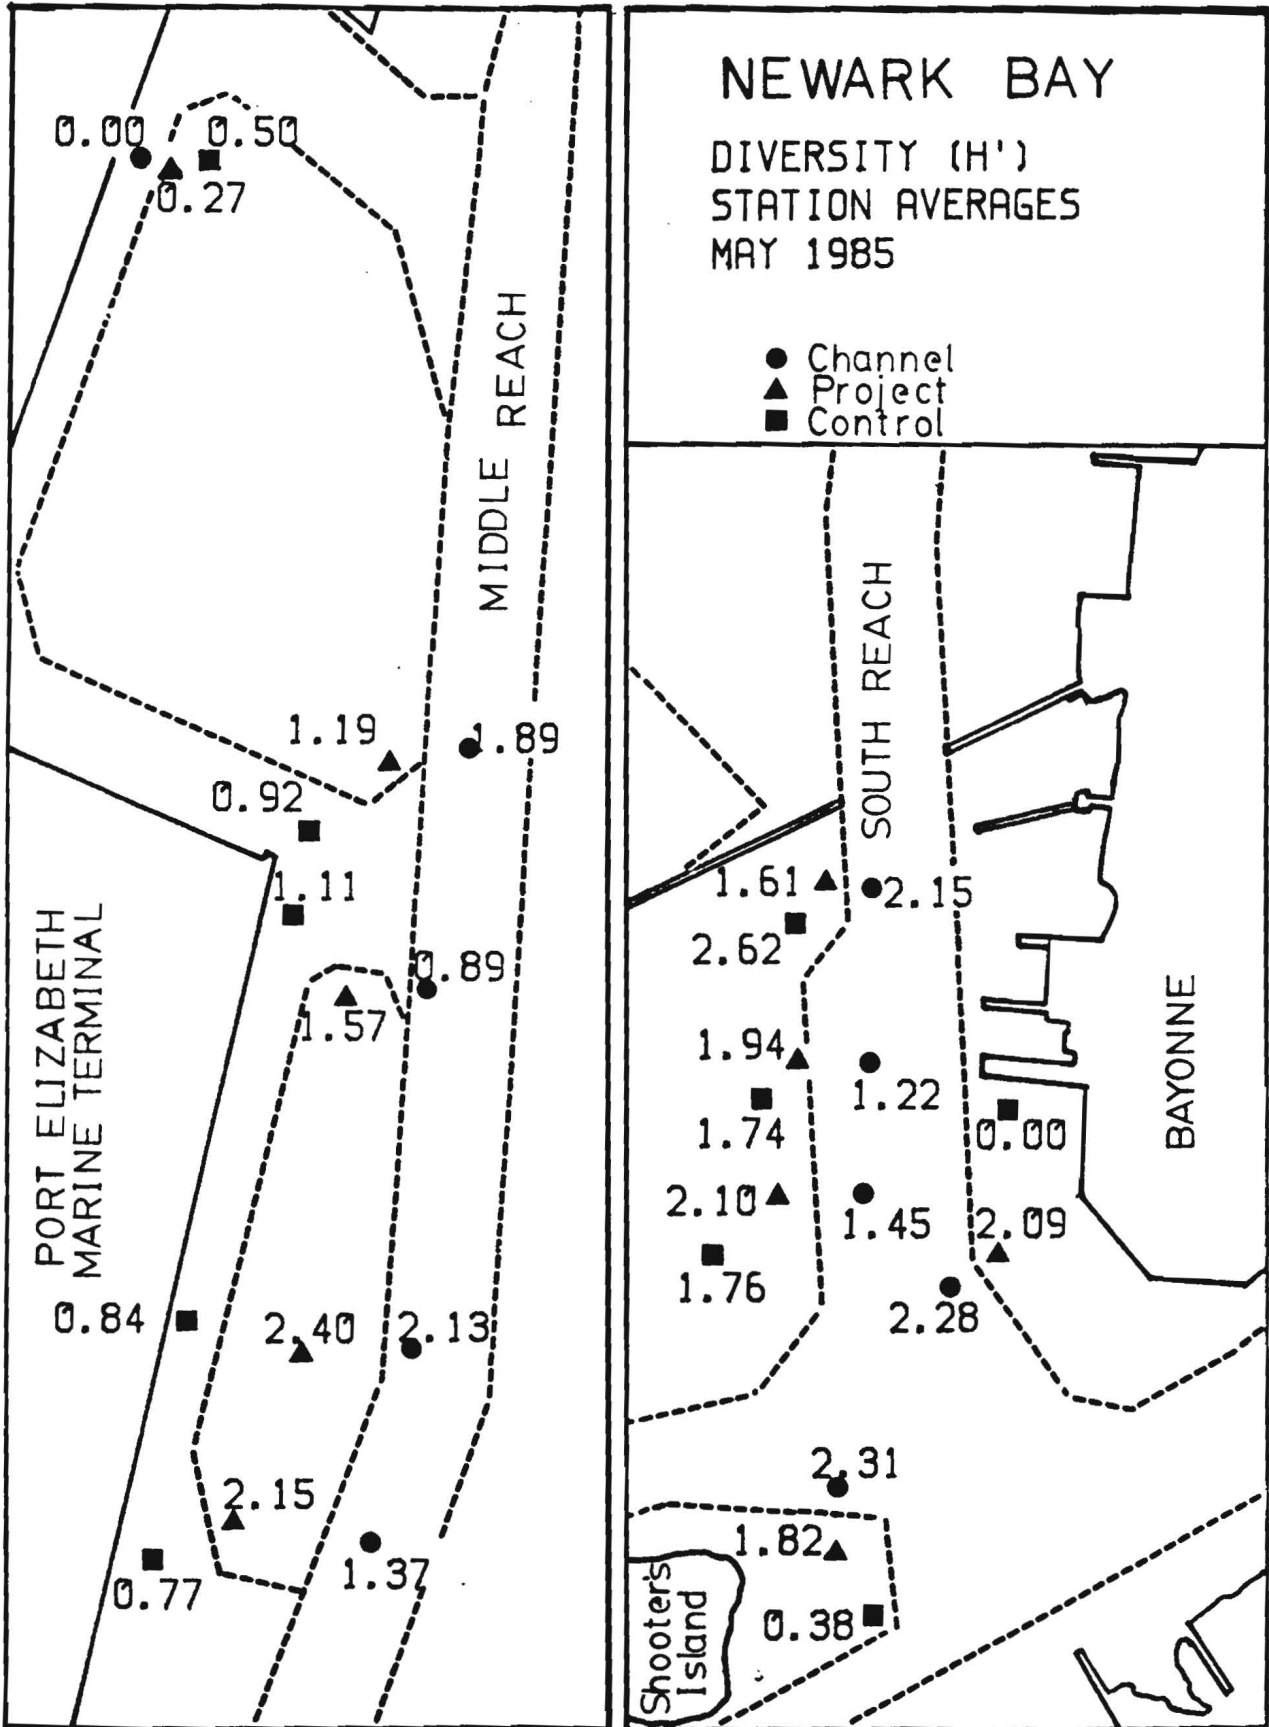 NEWARK BAY
DIVERSITY (H')
STATION AVERAGES
MAY 1985
Channel
Project
Control
0.00
0.50
0.27
MIDDLE REACH
1.19
1.89
0.92
1.11
0.89
1.57
PORT ELIZABETH
MARINE TERMINAL
0.84
2.40
2.13
2.15
1.37
0.77
SOUTH REACH
1.61
2.15
2.62
1.94
1.22
1.74
0.00
BAYONNE
2.10
1.45
2.09
1.76
2.28
2.31
1.82
0.38
Shooter's
Island